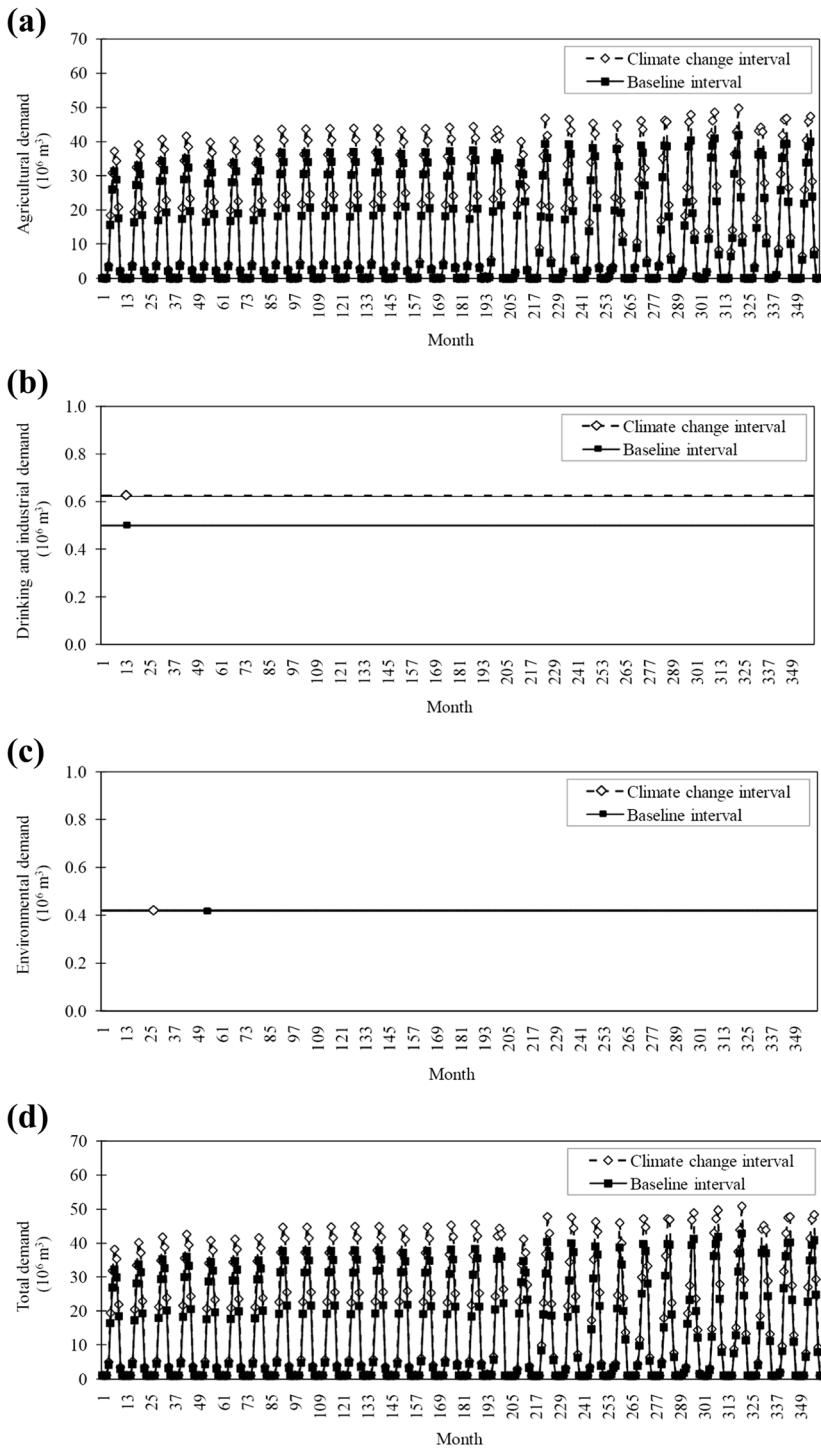 (a)
70
60
50
40
30
20
10
0
Agricultural demand
(10⁶ m³)
Climate change interval
Baseline interval
1 13 25 37 49 61 73 85 97 109 121 133 145 157 169 181 193 205 217 229 241 253 265 277 289 301 313 325 337 349
Month
(b)
1.0
0.8
0.6
0.4
0.2
0.0
Drinking and industrial demand
(10⁶ m³)
Climate change interval
Baseline interval
1 13 25 37 49 61 73 85 97 109 121 133 145 157 169 181 193 205 217 229 241 253 265 277 289 301 313 325 337 349
Month
(c)
1.0
0.8
0.6
0.4
0.2
0.0
Environmental demand
(10⁶ m³)
Climate change interval
Baseline interval
1 13 25 37 49 61 73 85 97 109 121 133 145 157 169 181 193 205 217 229 241 253 265 277 289 301 313 325 337 349
Month
(d)
70
60
50
40
30
20
10
0
Total demand
(10⁶ m³)
Climate change interval
Baseline interval
1 13 25 37 49 61 73 85 97 109 121 133 145 157 169 181 193 205 217 229 241 253 265 277 289 301 313 325 337 349
Month